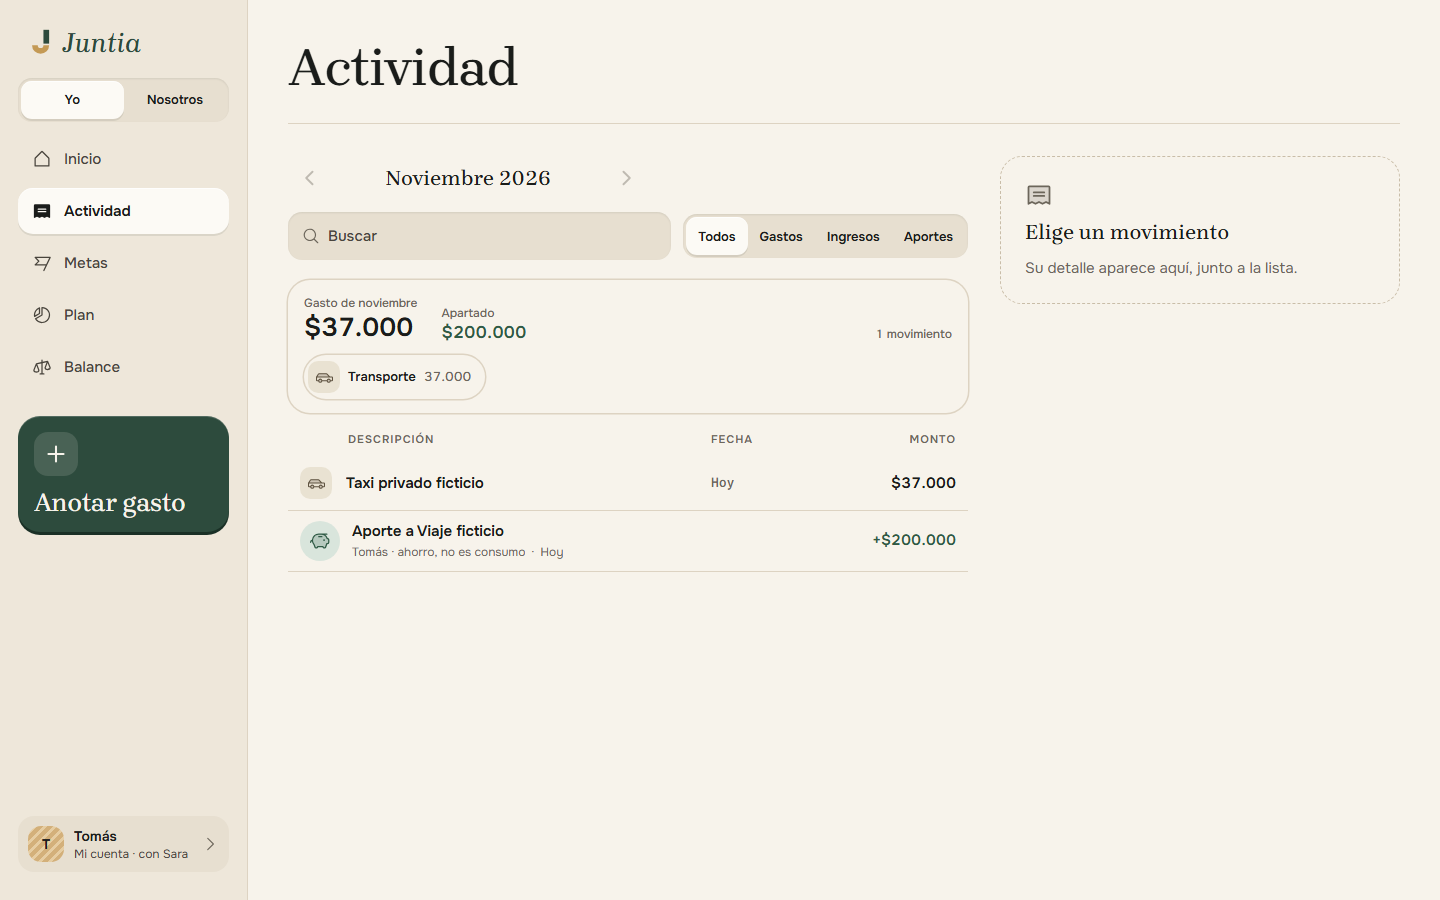 Juntia
Yo
Nosotros
Inicio
Actividad
Metas
Plan
Balance
Anotar gasto
T
Tomás
Mi cuenta · con Sara
Actividad
Noviembre 2026
Buscar
Todos
Gastos
Ingresos
Aportes
Gasto de noviembre
$37.000
Apartado
$200.000
1 movimiento
Transporte 37.000
DESCRIPCIÓN FECHA MONTO
Taxi privado ficticio Hoy $37.000
Aporte a Viaje ficticio
Tomás · ahorro, no es consumo · Hoy
+$200.000
Elige un movimiento
Su detalle aparece aquí, junto a la lista.